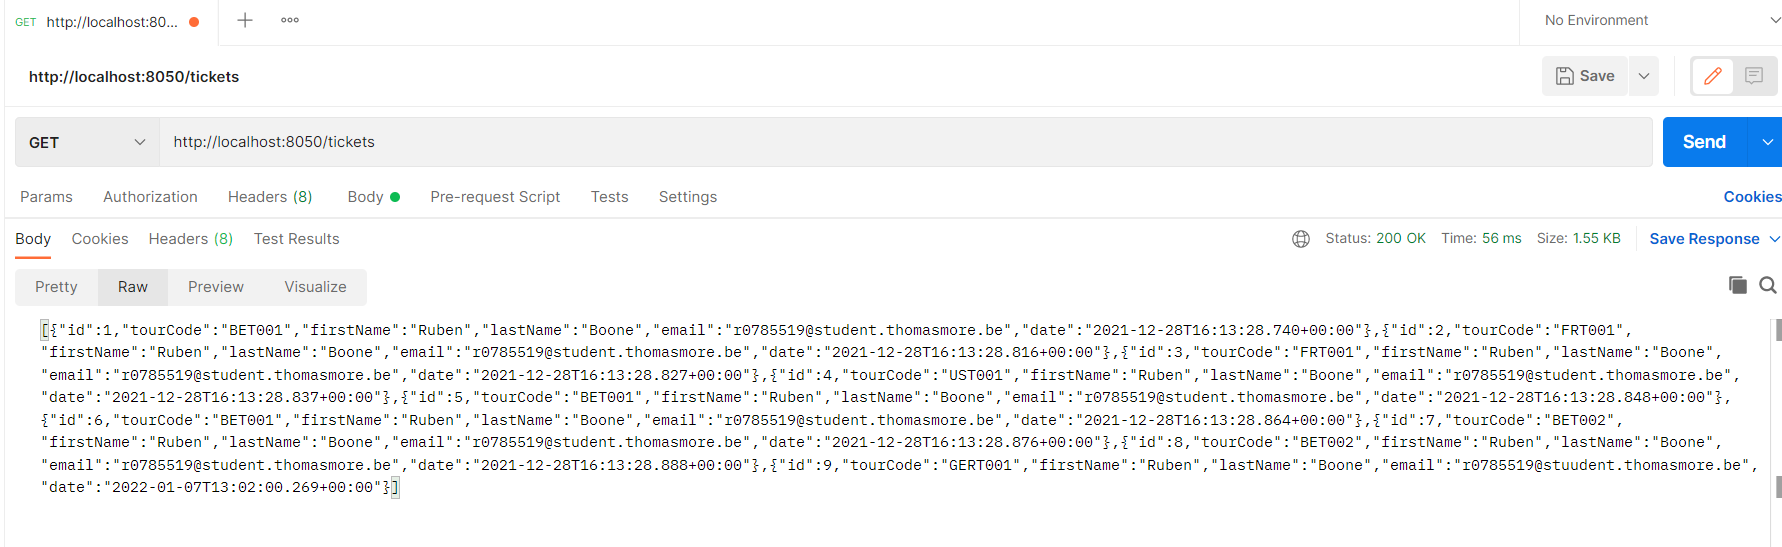 GET http://localhost:80... + ooo No Environment
http://localhost:8050/tickets Save
GET http://localhost:8050/tickets Send
Params Authorization Headers (8) Body Pre-request Script Tests Settings Cookies
Body Cookies Headers (8) Test Results Status: 200 OK Time: 56 ms Size: 1.55 KB Save Response
Pretty Raw Preview Visualize
[{"id":1,"tourCode":"BET001","firstName":"Ruben","lastName":"Boone","email":"r0785519@student.thomasmore.be","date":"2021-12-28T16:13:28.740+00:00"},{"id":2,"tourCode":"FRT001",
"firstName":"Ruben","lastName":"Boone","email":"r0785519@student.thomasmore.be","date":"2021-12-28T16:13:28.816+00:00"},{"id":3,"tourCode":"FRT001","firstName":"Ruben","lastName":"Boone",
"email":"r0785519@student.thomasmore.be","date":"2021-12-28T16:13:28.827+00:00"},{"id":4,"tourCode":"UST001","firstName":"Ruben","lastName":"Boone","email":"r0785519@student.thomasmore.be",
"date":"2021-12-28T16:13:28.837+00:00"},{"id":5,"tourCode":"BET001","firstName":"Ruben","lastName":"Boone","email":"r0785519@student.thomasmore.be","date":"2021-12-28T16:13:28.848+00:00"},
{"id":6,"tourCode":"BET001","firstName":"Ruben","lastName":"Boone","email":"r0785519@student.thomasmore.be","date":"2021-12-28T16:13:28.864+00:00"},{"id":7,"tourCode":"BET002",
"firstName":"Ruben","lastName":"Boone","email":"r0785519@student.thomasmore.be","date":"2021-12-28T16:13:28.876+00:00"},{"id":8,"tourCode":"BET002","firstName":"Ruben","lastName":"Boone",
"email":"r0785519@student.thomasmore.be","date":"2021-12-28T16:13:28.888+00:00"},{"id":9,"tourCode":"GERT001","firstName":"Ruben","lastName":"Boone","email":"r0785519@stuudent.thomasmore.be",
"date":"2022-01-07T13:02:00.269+00:00"}]